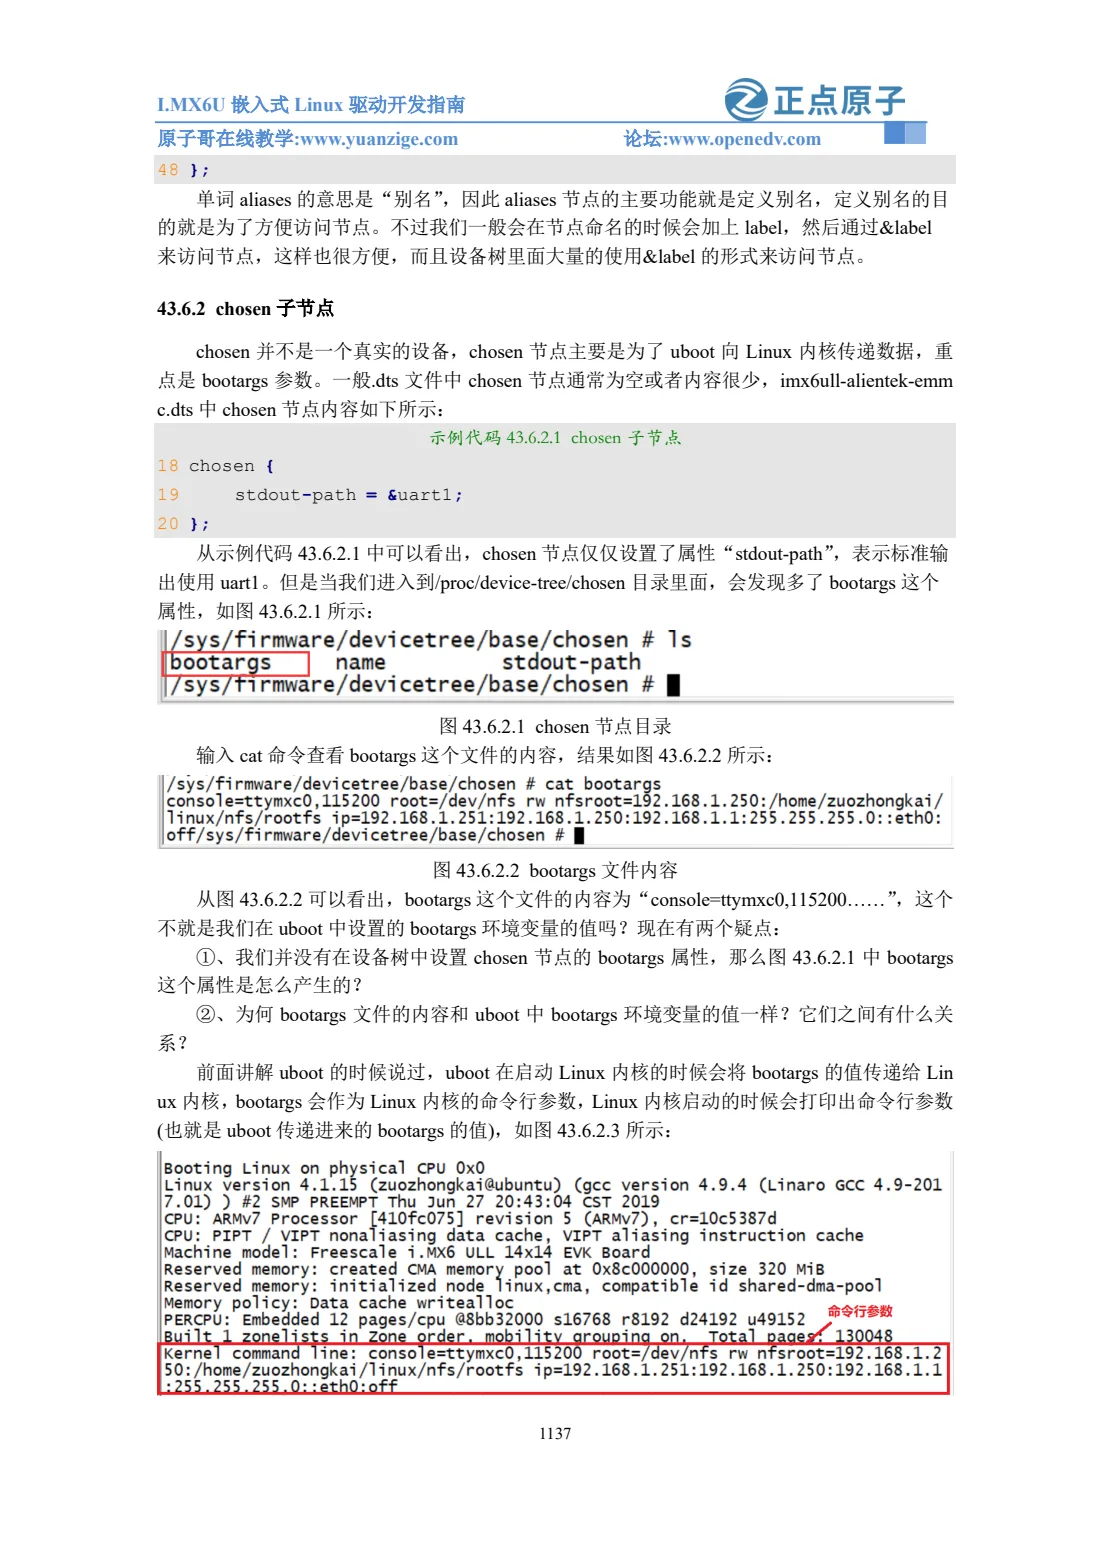 I.MX6U 嵌入式 Linux 驱动开发指南
正点原子
原子哥在线教学:www.yuanzige.com 论坛:www.openedv.com
48 };
单词 aliases 的意思是“别名”，因此 aliases 节点的主要功能就是定义别名，定义别名的目
的就是为了方便访问节点。不过我们一般会在节点命名的时候会加上 label，然后通过&label
来访问节点，这样也很方便，而且设备树里面大量的使用&label 的形式来访问节点。
43.6.2 chosen 子节点
chosen 并不是一个真实的设备，chosen 节点主要是为了 uboot 向 Linux 内核传递数据，重
点是 bootargs 参数。一般.dts 文件中 chosen 节点通常为空或者内容很少，imx6ull-alientek-emm
c.dts 中 chosen 节点内容如下所示：
示例代码 43.6.2.1 chosen 子节点
18 chosen {
19 stdout-path = &uart1;
20 };
从示例代码 43.6.2.1 中可以看出，chosen 节点仅仅设置了属性“stdout-path”，表示标准输
出使用 uart1。但是当我们进入到/proc/device-tree/chosen 目录里面，会发现多了 bootargs 这个
属性，如图 43.6.2.1 所示：
/sys/firmware/devicetree/base/chosen # ls
bootargs name stdout-path
/sys/firmware/devicetree/base/chosen #
图 43.6.2.1 chosen 节点目录
输入 cat 命令查看 bootargs 这个文件的内容，结果如图 43.6.2.2 所示：
/sys/firmware/devicetree/base/chosen # cat bootargs
console=ttymxc0,115200 root=/dev/nfs rw nfsroot=192.168.1.250:/home/zuozhongkai/
linux/nfs/rootfs ip=192.168.1.251:192.168.1.250:192.168.1.1:255.255.255.0::eth0:
off/sys/firmware/devicetree/base/chosen #
图 43.6.2.2 bootargs 文件内容
从图 43.6.2.2 可以看出，bootargs 这个文件的内容为“console=ttymxc0,115200……”，这个
不就是我们在 uboot 中设置的 bootargs 环境变量的值吗？现在有两个疑点：
①、我们并没有在设备树中设置 chosen 节点的 bootargs 属性，那么图 43.6.2.1 中 bootargs
这个属性是怎么产生的？
②、为何 bootargs 文件的内容和 uboot 中 bootargs 环境变量的值一样？它们之间有什么关
系？
前面讲解 uboot 的时候说过，uboot 在启动 Linux 内核的时候会将 bootargs 的值传递给 Lin
ux 内核，bootargs 会作为 Linux 内核的命令行参数，Linux 内核启动的时候会打印出命令行参数
(也就是 uboot 传递进来的 bootargs 的值)，如图 43.6.2.3 所示：
Booting Linux on physical CPU 0x0
Linux version 4.1.15 (zuozhongkai@ubuntu) (gcc version 4.9.4 (Linaro GCC 4.9-201
7.01) ) #2 SMP PREEMPT Thu Jun 27 20:43:04 CST 2019
CPU: ARMv7 Processor [410fc075] revision 5 (ARMv7), cr=10c5387d
CPU: PIPT / VIPT nonaliasing data cache, VIPT aliasing instruction cache
Machine model: Freescale i.MX6 ULL 14x14 EVK Board
Reserved memory: created CMA memory pool at 0x8c000000, size 320 MiB
Reserved memory: initialized node linux,cma, compatible id shared-dma-pool
Memory policy: Data cache writealloc
PERCPU: Embedded 12 pages/cpu @8bb32000 s16768 r8192 d24192 u49152
命令行参数
Built 1 zonelists in Zone order, mobility grouping on. Total pages: 130048
Kernel command line: console=ttymxc0,115200 root=/dev/nfs rw nfsroot=192.168.1.2
50:/home/zuozhongkai/linux/nfs/rootfs ip=192.168.1.251:192.168.1.250:192.168.1.1
:255.255.255.0::eth0:off
1137